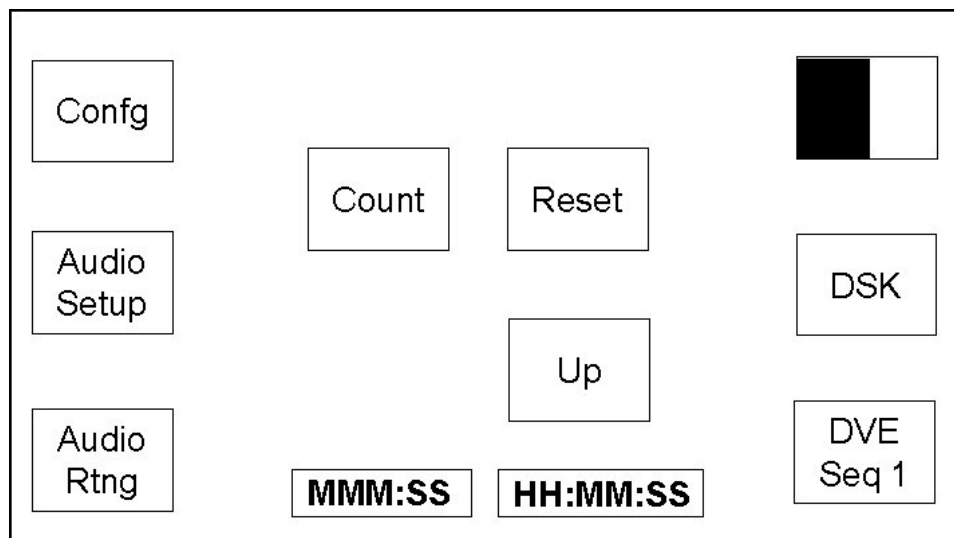 Confg
Count
Reset
Audio
Setup
DSK
Up
Audio
Rtng
DVE
Seq 1
MMM:SS
HH:MM:SS